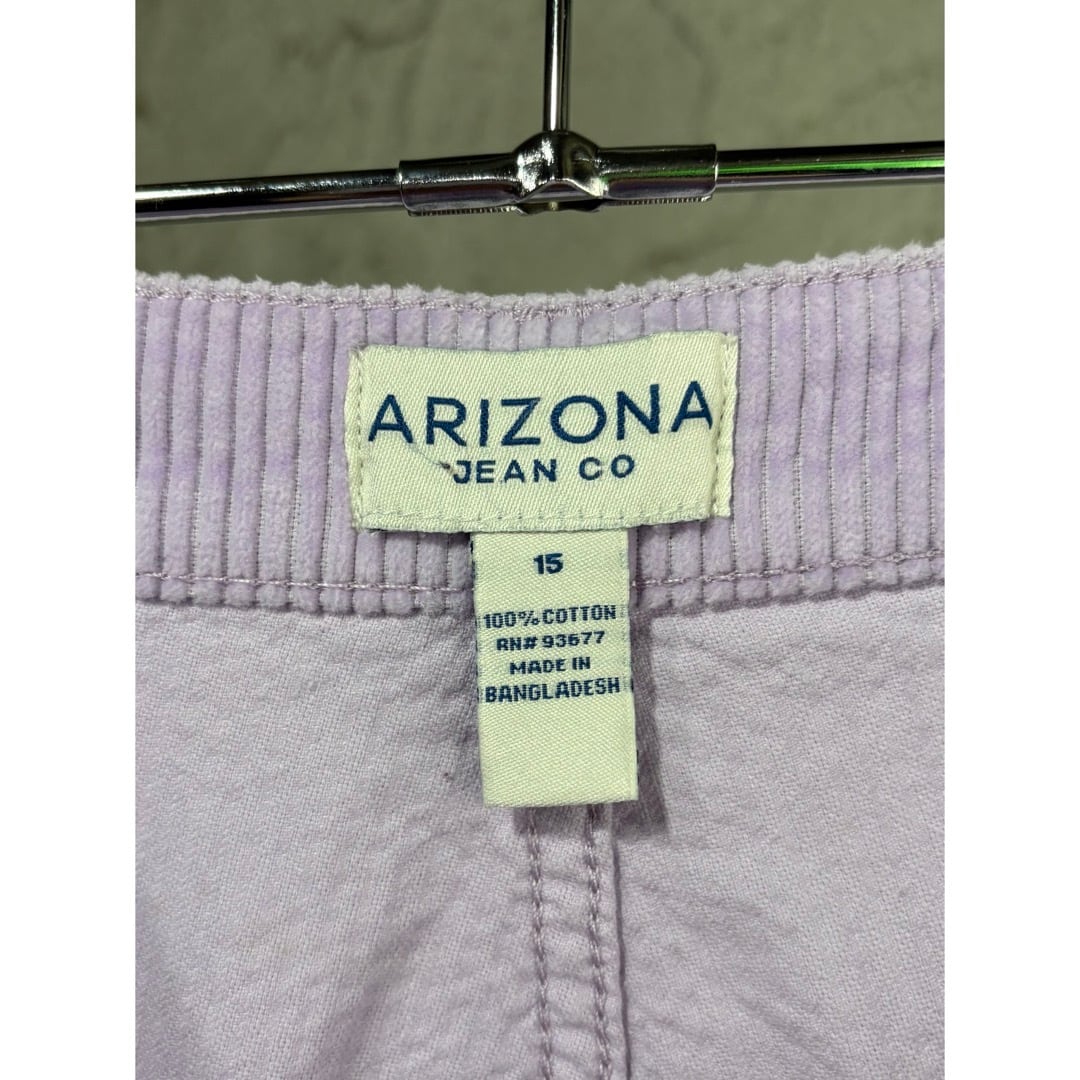 ARIZONA
JEAN CO
15
100% COTTON
RN# 93677
MADE IN
BANGLADESH